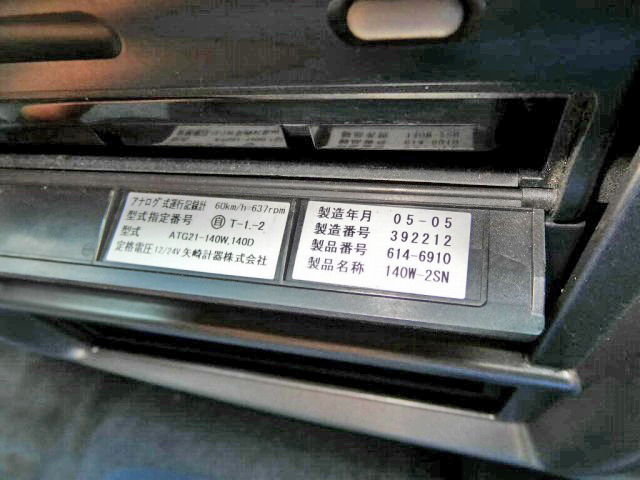 アナログ式運行記録計 60km/h=637rpm
型式指定番号 自 T-1.-2
型式 ATG21-140W,140D
定格電圧12/24V 矢崎計器株式会社
製造年月 05-05
製造番号 392212
製品番号 614-6910
製品名称 140W-2SN